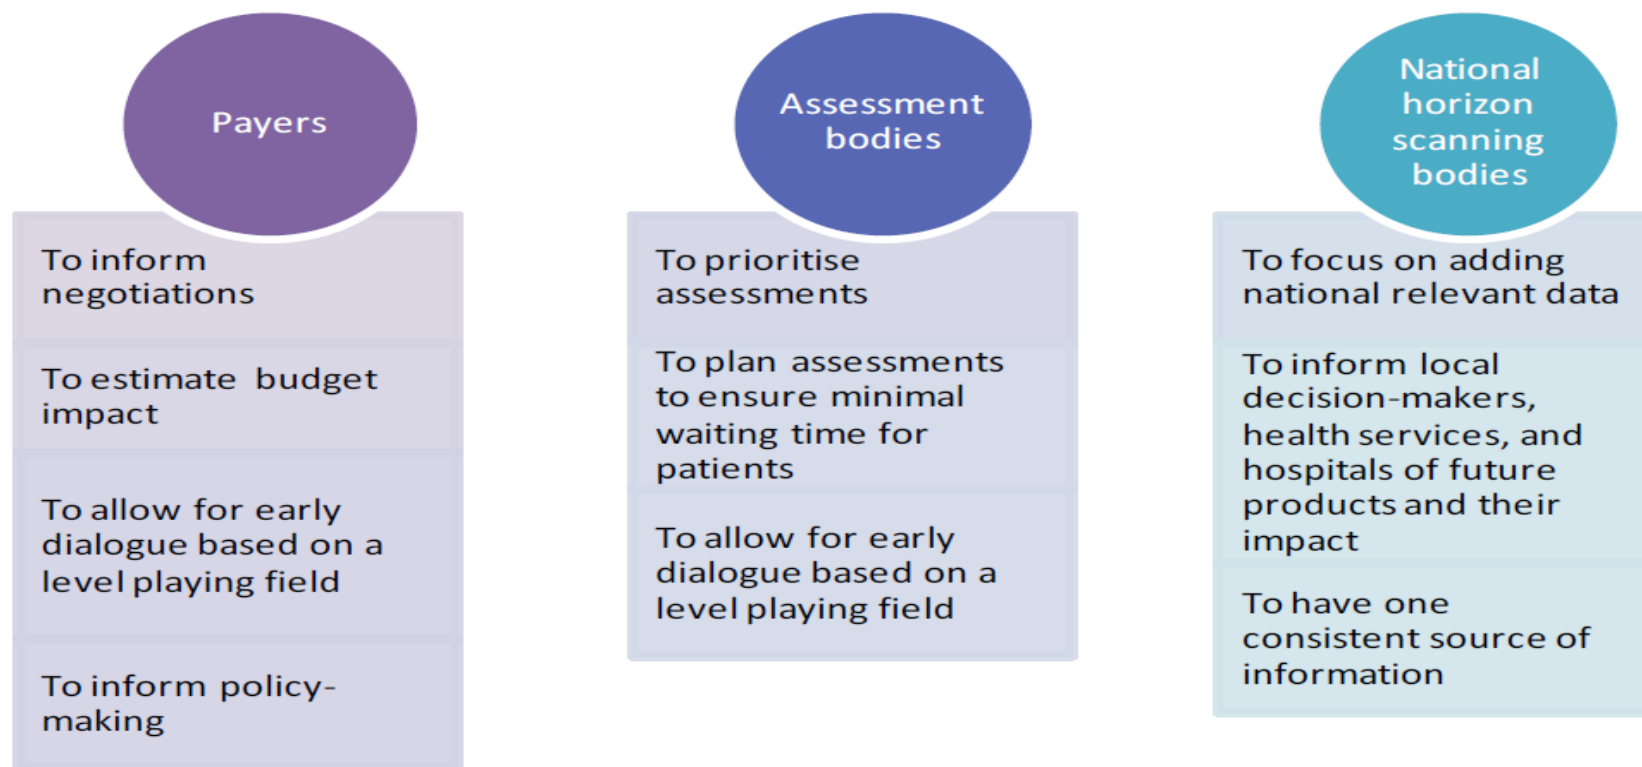 Payers
To inform
negotiations
To estimate budget
impact
To allow for early
dialogue based on a
level playing field
To inform policy-
making
Assessment
bodies
To prioritise
assessments
To plan assessments
to ensure minimal
waiting time for
patients
To allow for early
dialogue based on a
level playing field
National
horizon
scanning
bodies
To focus on adding
national relevant data
To inform local
decision-makers,
health services, and
hospitals of future
products and their
impact
To have one
consistent source of
information